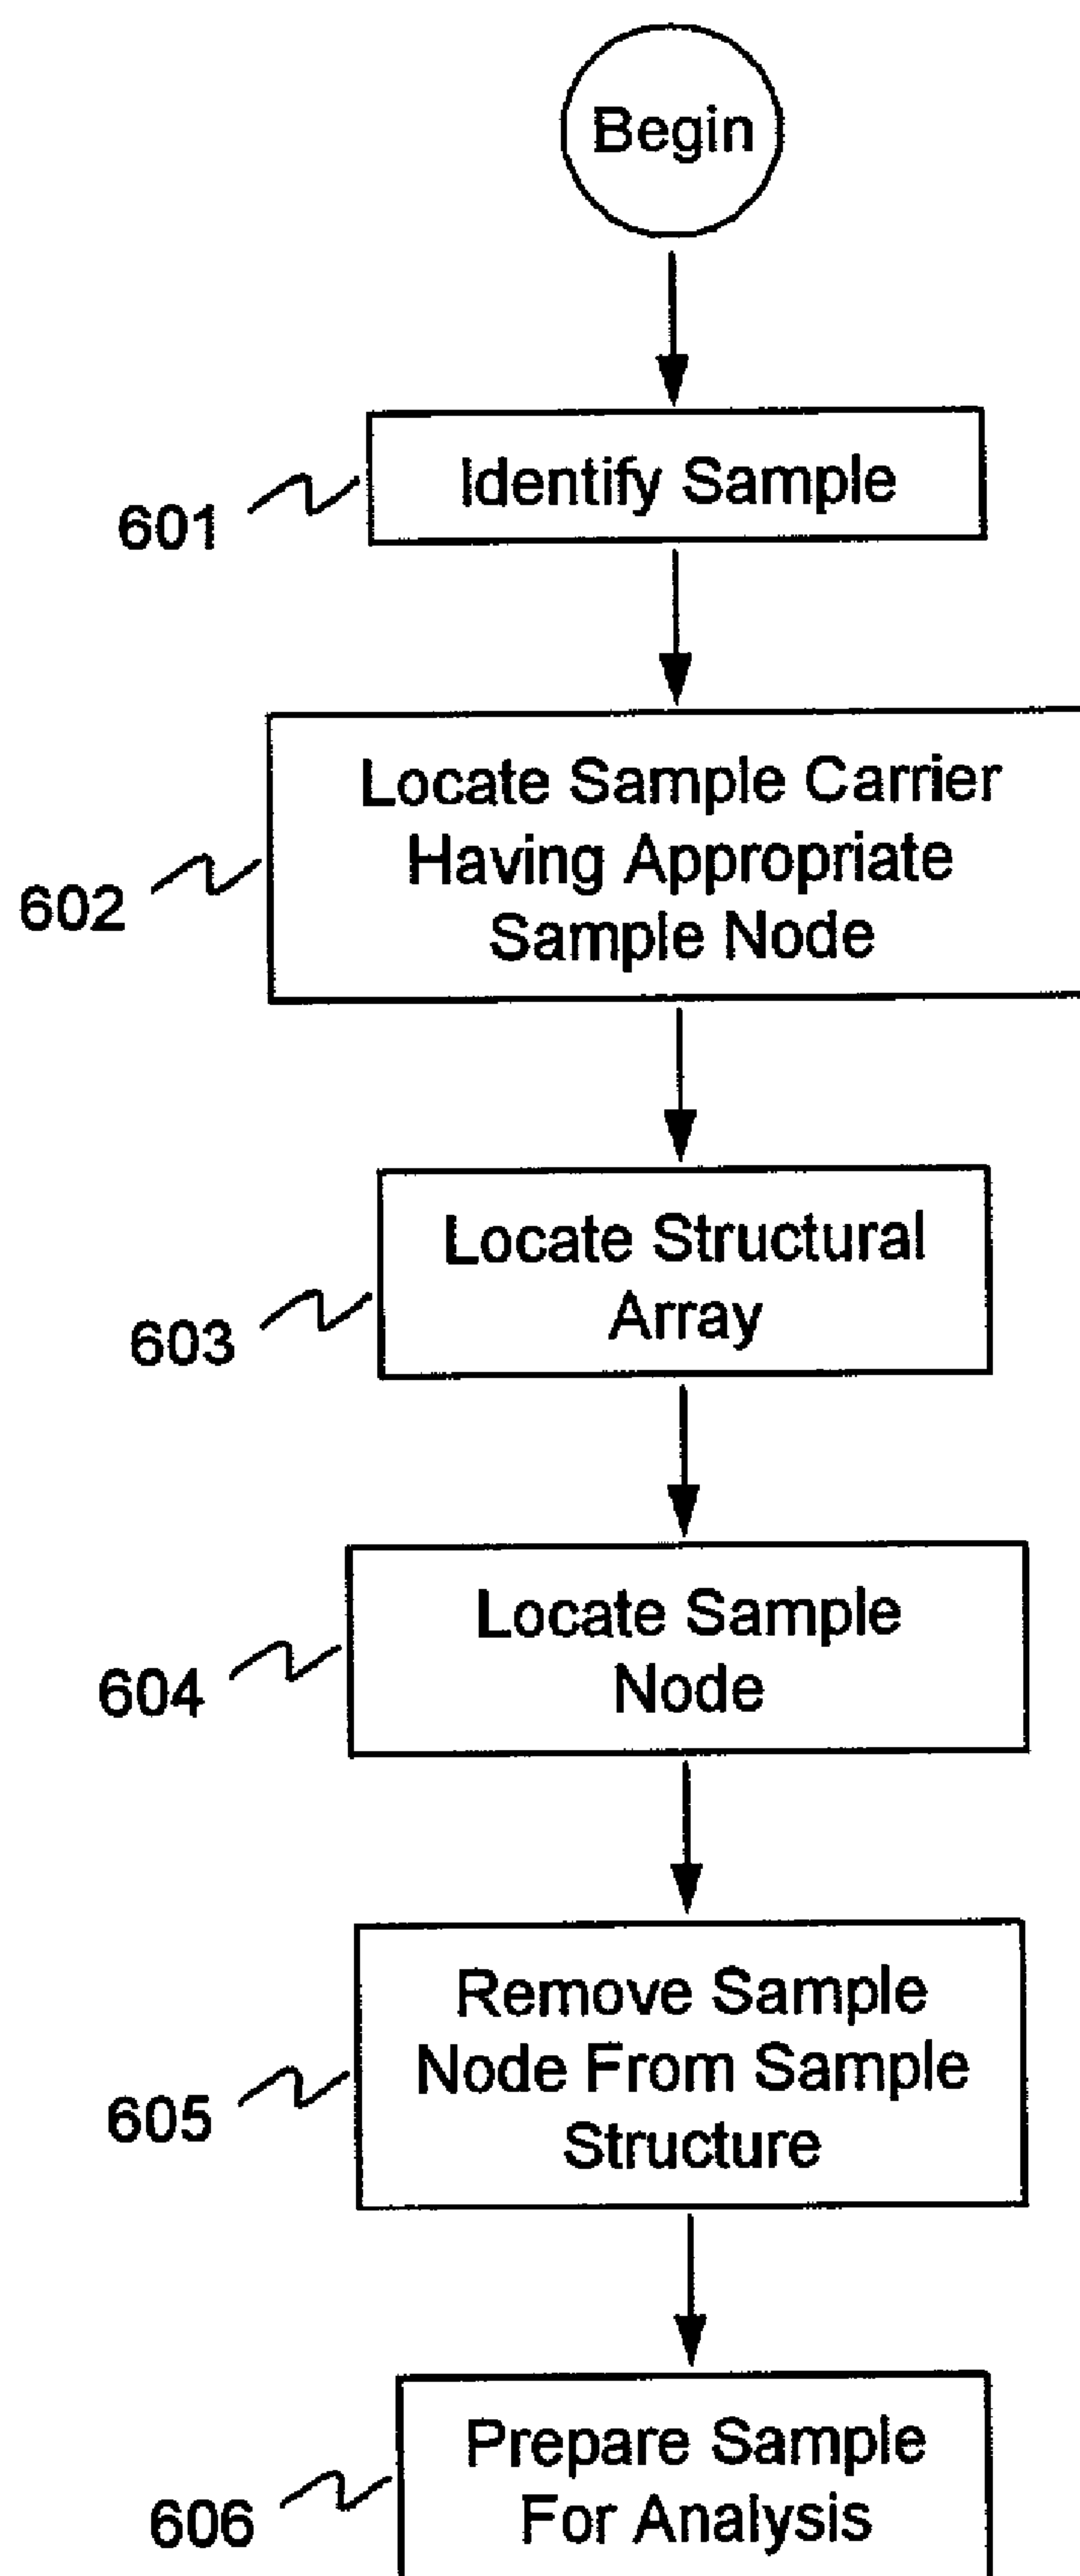 Begin
601
Identify Sample
602
Locate Sample Carrier
Having Appropriate
Sample Node
603
Locate Structural
Array
604
Locate Sample
Node
605
Remove Sample
Node From Sample
Structure
606
Prepare Sample
For Analysis